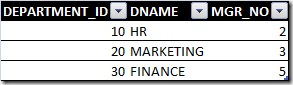 DEPARTMENT_ID DNAME MGR_NO
10 HR 2
20 MARKETING 3
30 FINANCE 5